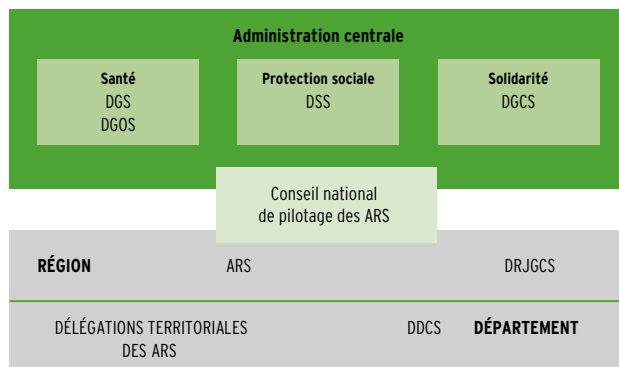 Administration centrale
Santé
DGS
DGOS
Protection sociale
DSS
Solidarité
DGCS
Conseil national
de pilotage des ARS
RÉGION ARS DRJGCS
DÉLÉGATIONS TERRITORIALES
DES ARS
DDCS DÉPARTEMENT